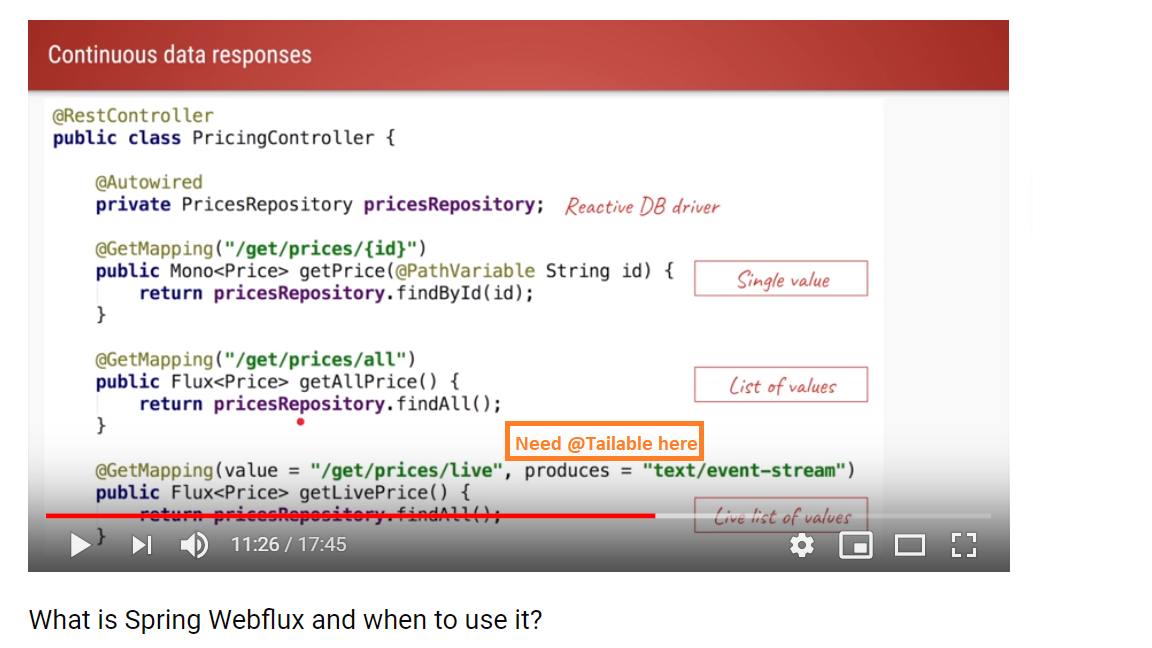 Continuous data responses
@RestController
public class PricingController {
@Autowired
private PricesRepository pricesRepository; Reactive DB driver
@GetMapping("/get/prices/{id}")
public Mono<Price> getPrice(@PathVariable String id) {
Single value
return pricesRepository.findById(id);
}
@GetMapping("/get/prices/all")
public Flux<Price> getAllPrice() {
List of values
return pricesRepository.findAll();
}
Need @Tailable here
@GetMapping(value = "/get/prices/live", produces = "text/event-stream")
public Flux<Price> getLivePrice() {
return pricesRepository.findAll();
Live list of values
}
11:26 / 17:45
What is Spring Webflux and when to use it?